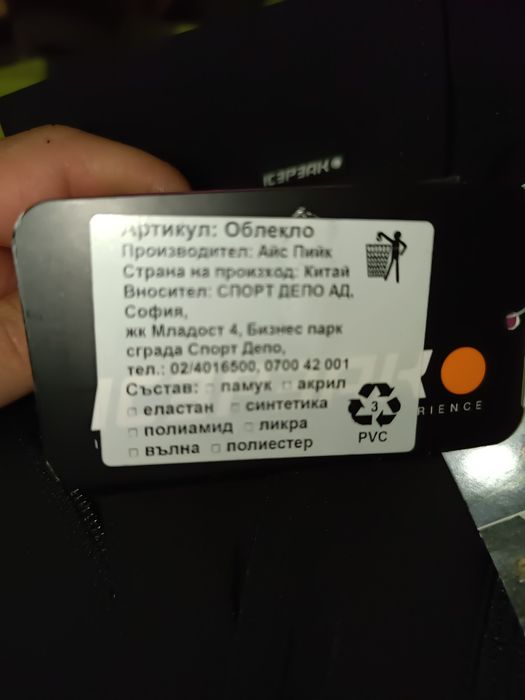 ICEPEAK
Артикул: Облекло
Производител: Айс Пийк
Страна на произход: Китай
Вносител: СПОРТ ДЕПО АД,
София,
жк Младост 4, Бизнес парк
сграда Спорт Депо,
тел.: 02/4016500, 0700 42 001
Състав: □ памук □ акрил
□ еластан □ синтетика
□ полиамид □ ликра
□ вълна □ полиестер
3
PVC
RIENCE